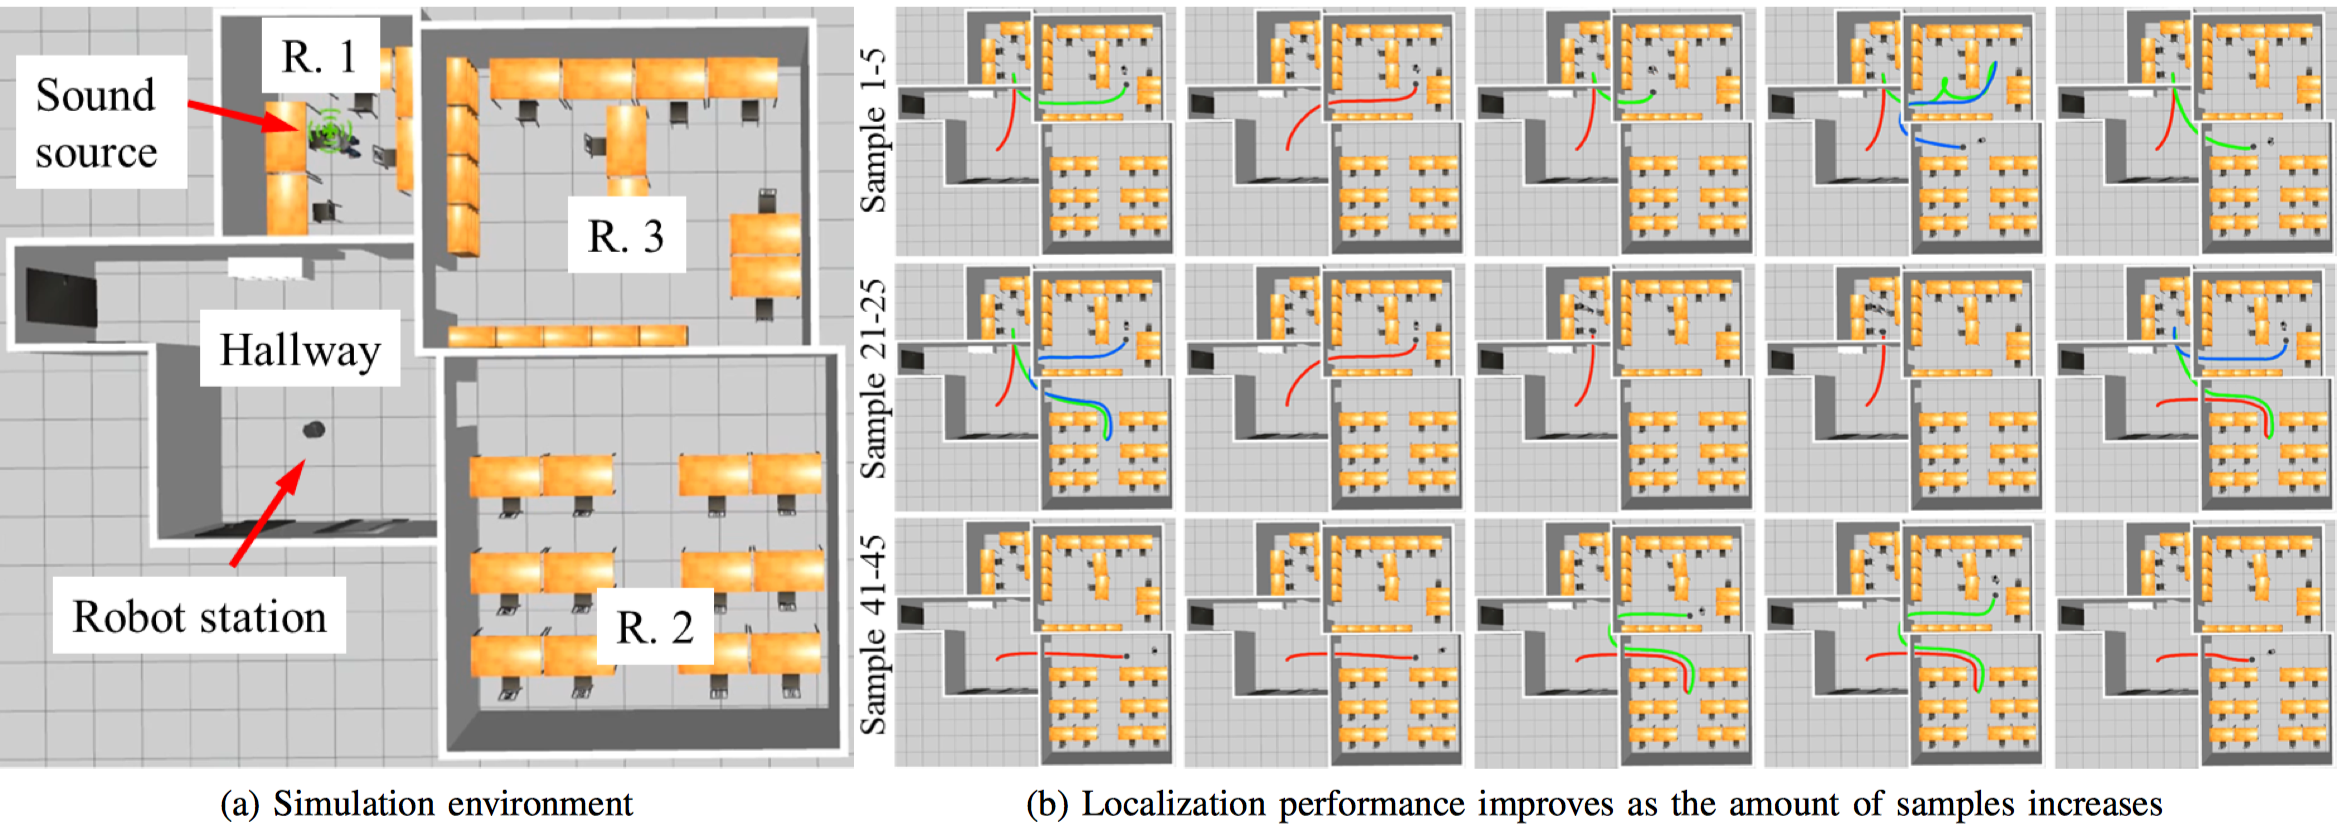 R. 1
Sound
source
R. 3
Hallway
Robot station
R. 2
Sample 1-5
Sample 21-25
Sample 41-45
(a) Simulation environment
(b) Localization performance improves as the amount of samples increases